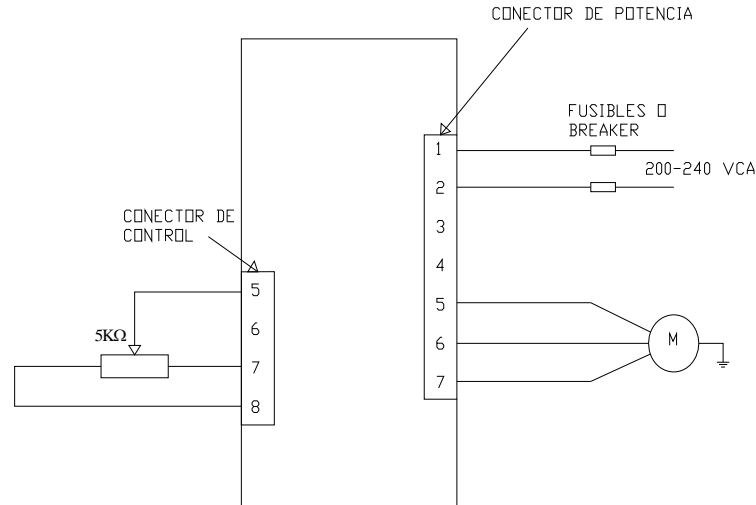 CONECTOR DE POTENCIA
FUSIBLES O
BREAKER
200-240 VCA
1
2
3
4
5
6
7
M
CONECTOR DE
CONTROL
5KΩ
5
6
7
8